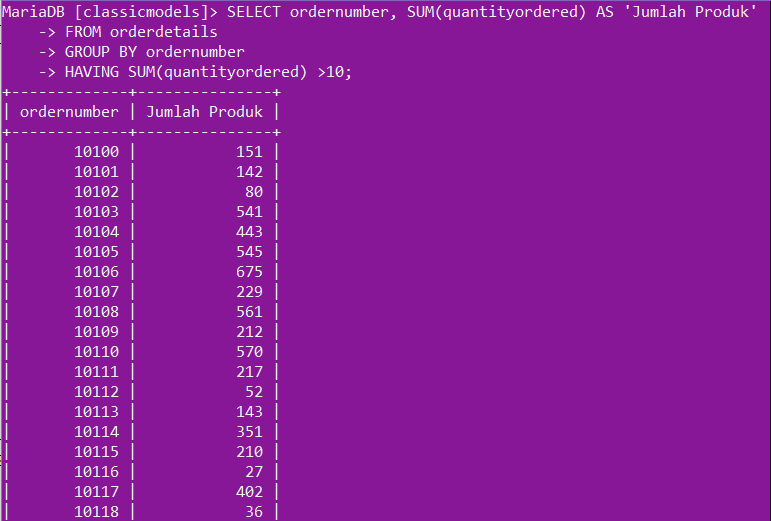 MariaDB [classicmodels]> SELECT ordernumber, SUM(quantityordered) AS 'Jumlah Produk'
    -> FROM orderdetails
    -> GROUP BY ordernumber
    -> HAVING SUM(quantityordered) >10;
+-------------+---------------+
| ordernumber | Jumlah Produk |
+-------------+---------------+
|       10100 |           151 |
|       10101 |           142 |
|       10102 |            80 |
|       10103 |           541 |
|       10104 |           443 |
|       10105 |           545 |
|       10106 |           675 |
|       10107 |           229 |
|       10108 |           561 |
|       10109 |           212 |
|       10110 |           570 |
|       10111 |           217 |
|       10112 |            52 |
|       10113 |           143 |
|       10114 |           351 |
|       10115 |           210 |
|       10116 |            27 |
|       10117 |           402 |
|       10118 |            36 |